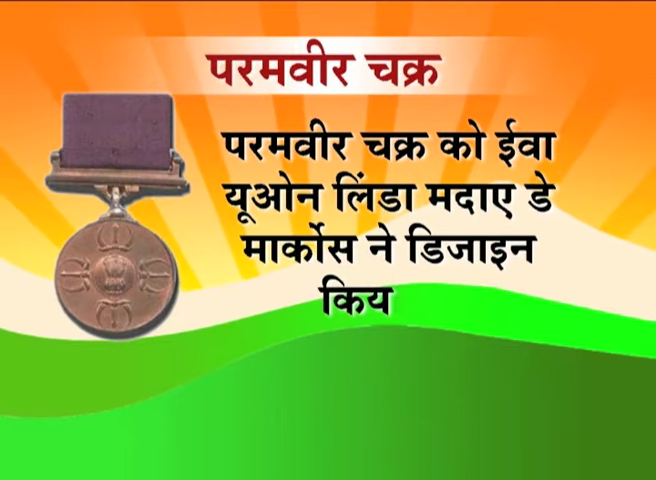 परमवीर चक्र
परमवीर चक्र को ईवा
यूओन लिंडा मदाए डे
मार्कोस ने डिजाइन
किय